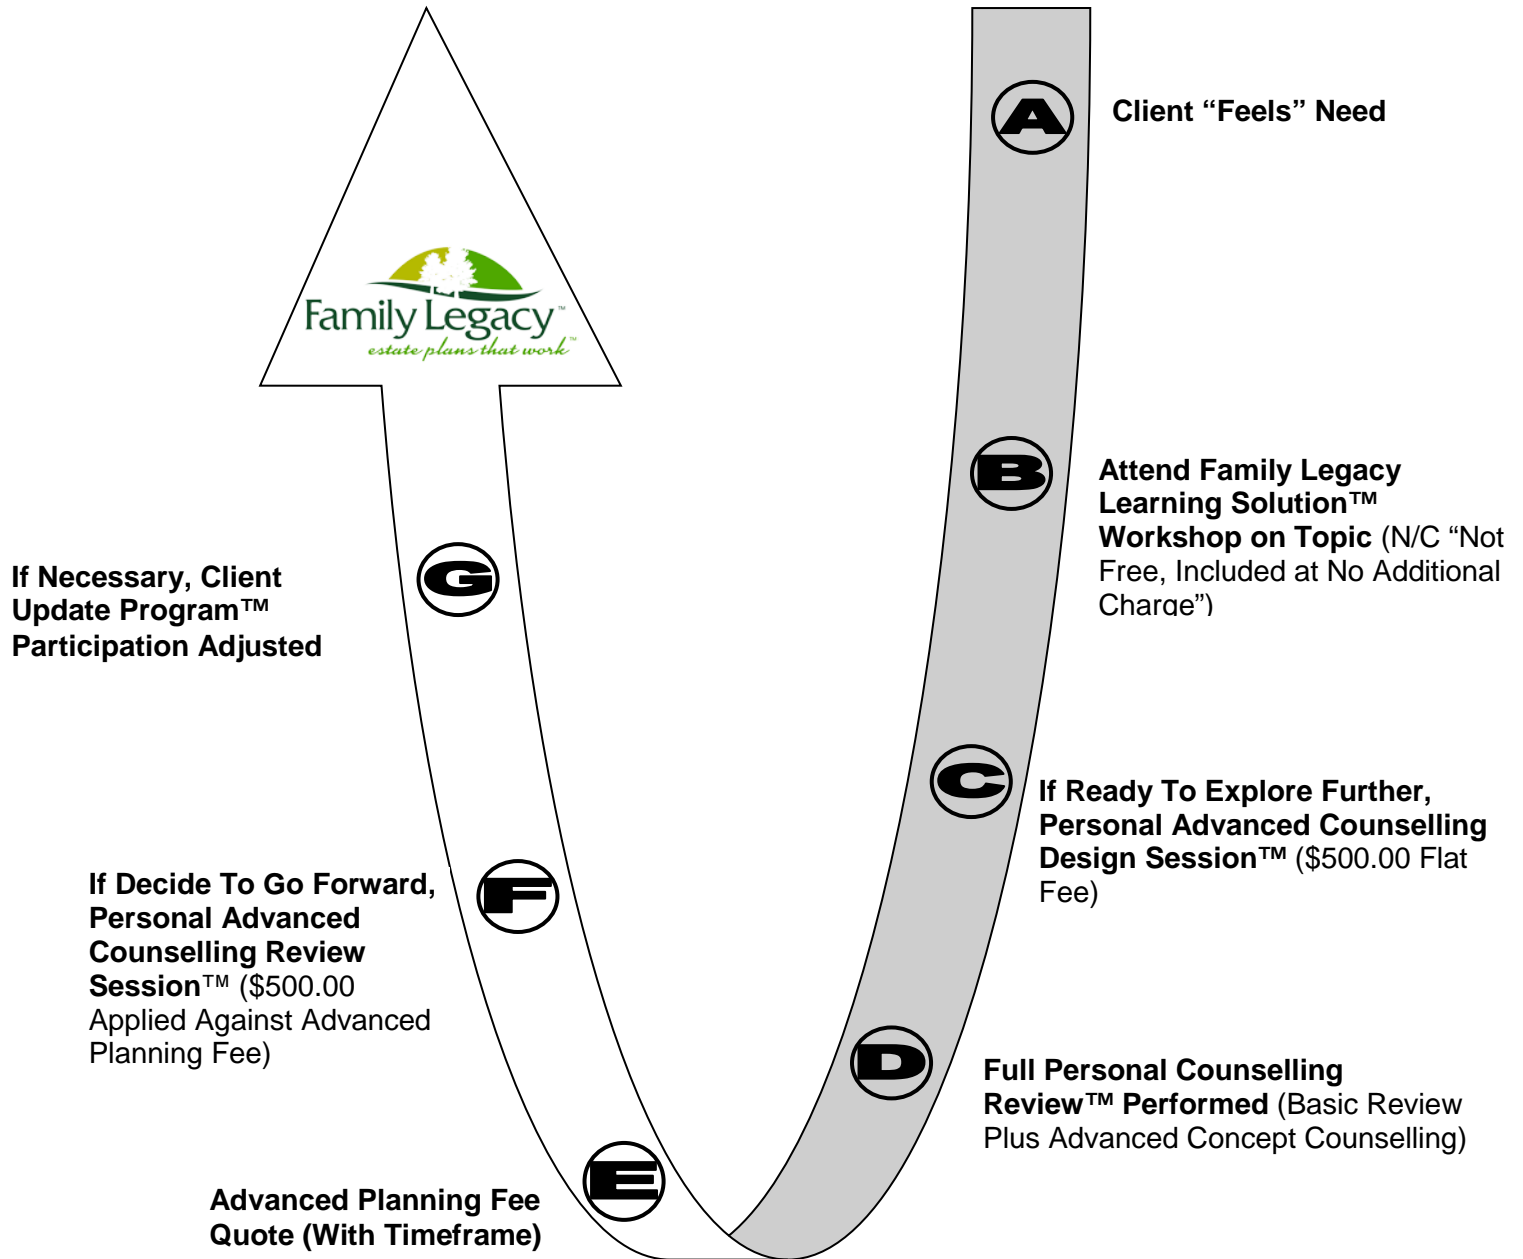 A
Client “Feels” Need
B
Attend Family Legacy
Learning Solution™
Workshop on Topic (N/C “Not
Free, Included at No Additional
Charge”)
C
If Ready To Explore Further,
Personal Advanced Counselling
Design Session™ ($500.00 Flat
Fee)
D
Full Personal Counselling
Review™ Performed (Basic Review
Plus Advanced Concept Counselling)
E
Advanced Planning Fee
Quote (With Timeframe)
F
If Decide To Go Forward,
Personal Advanced
Counselling Review
Session™ ($500.00
Applied Against Advanced
Planning Fee)
G
If Necessary, Client
Update Program™
Participation Adjusted
Family Legacy™
estate plans that work™